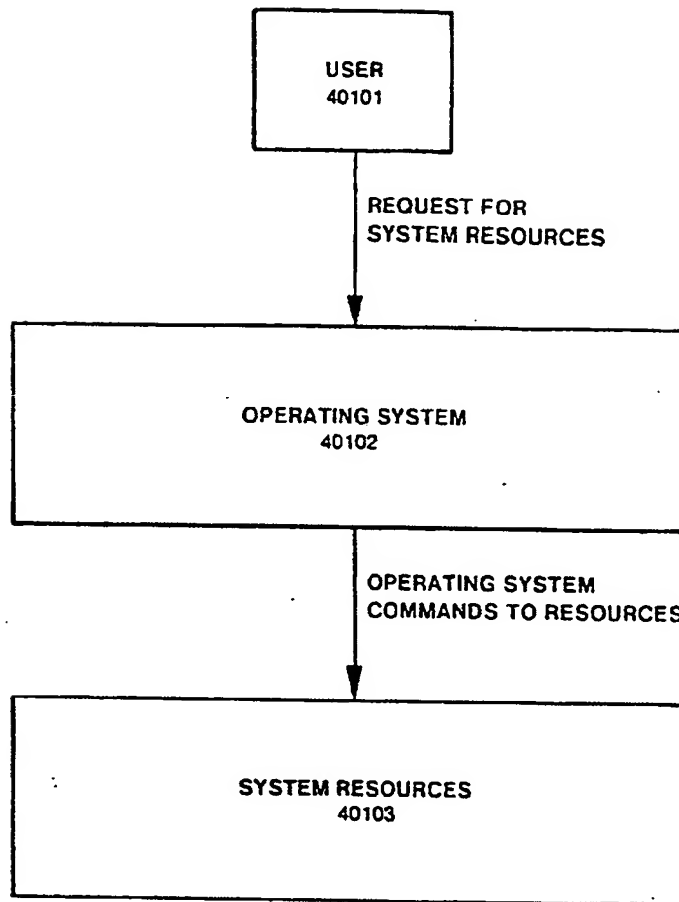 USER
40101
REQUEST FOR
SYSTEM RESOURCES
OPERATING SYSTEM
40102
OPERATING SYSTEM
COMMANDS TO RESOURCES
SYSTEM RESOURCES
40103